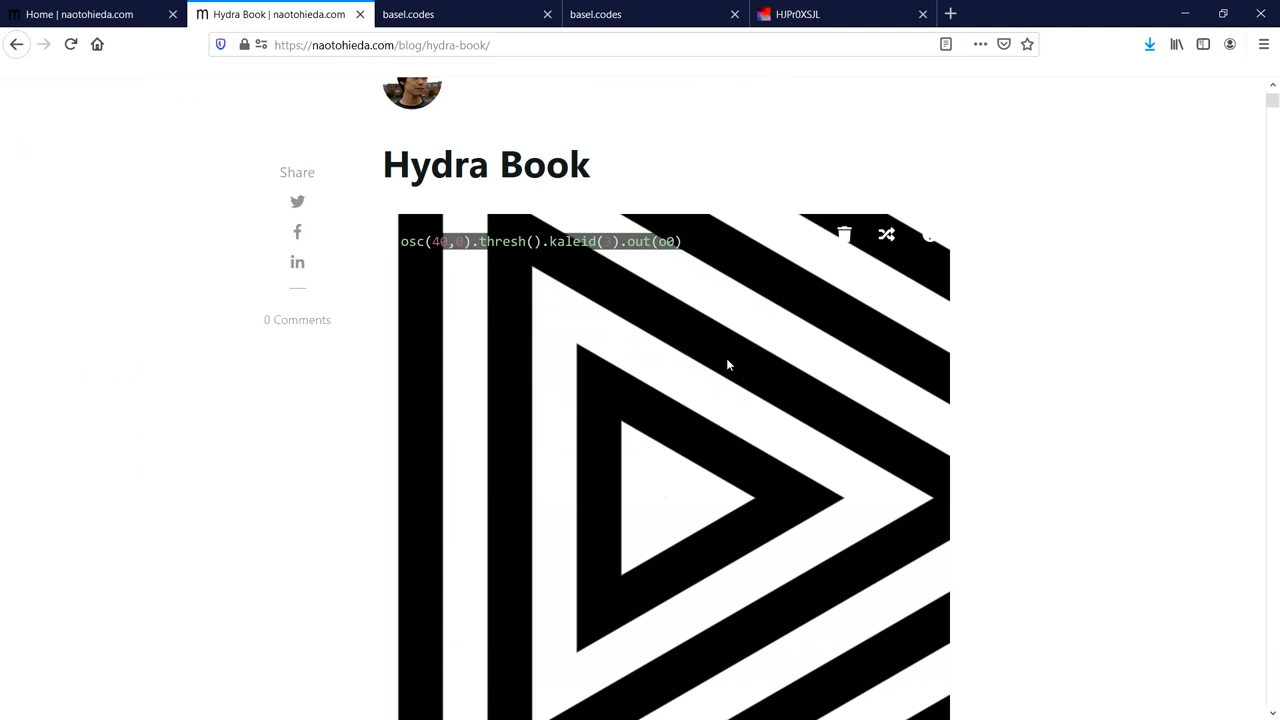 Home | naotohieda.com
Hydra Book | naotohieda.com
basel.codes
basel.codes
HJPr0XSJL
https://naotohieda.com/blog/hydra-book/
Hydra Book
Share
osc(40,0).thresh().kaleid(3).out(o0)
0 Comments